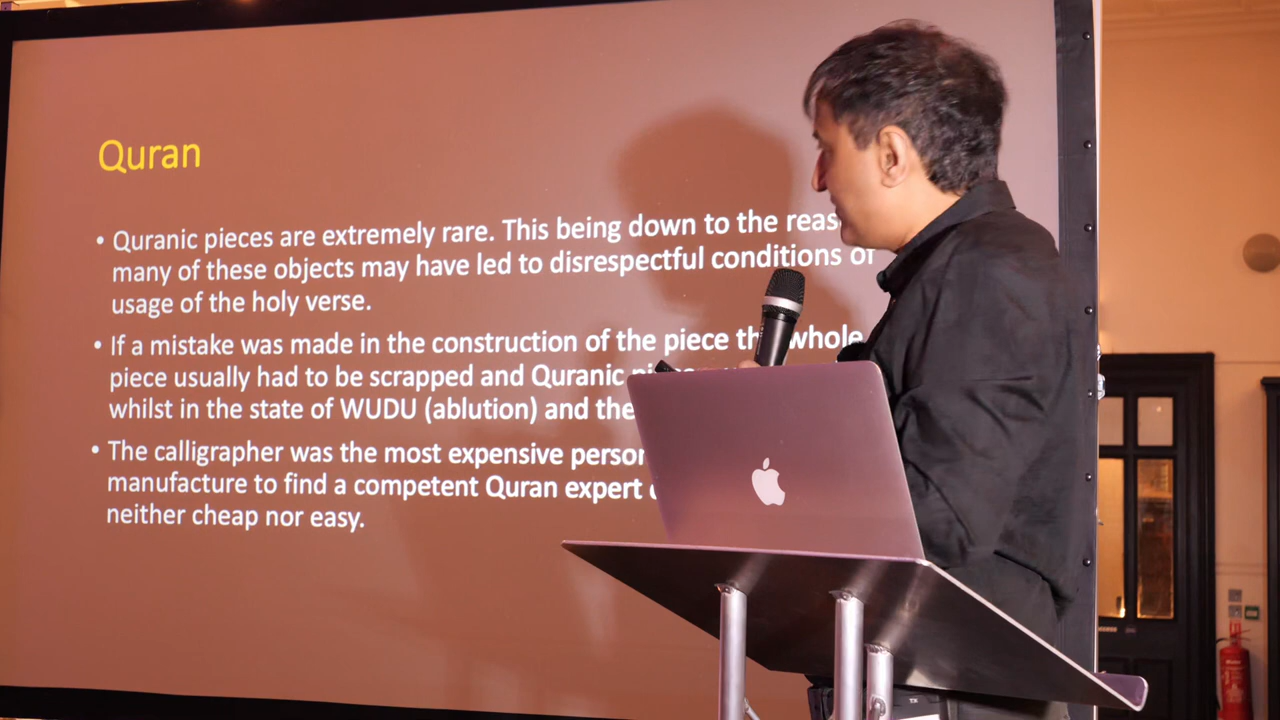 Quran
• Quranic pieces are extremely rare. This being down to the
many of these objects may have led to disrespectful conditions of
usage of the holy verse.
• If a mistake was made in the construction of the piece the whole
piece usually had to be scrapped and Quranic
whilst in the state of WUDU (ablution) and
• The calligrapher was the most expensive
manufacture to find a competent Quran expert
neither cheap nor easy.
TX